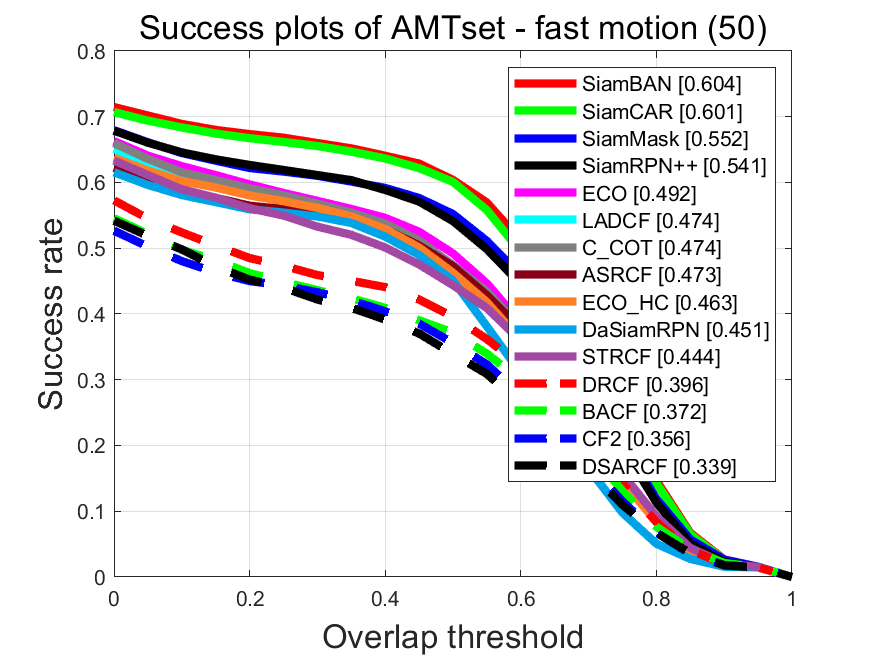 Success plots of AMTset - fast motion (50)
0.8
0.7
0.6
0.5
0.4
0.3
0.2
0.1
0
Success rate
SiamBAN [0.604]
SiamCAR [0.601]
SiamMask [0.552]
SiamRPN++ [0.541]
ECO [0.492]
LADCF [0.474]
C_COT [0.474]
ASRCF [0.473]
ECO_HC [0.463]
DaSiamRPN [0.451]
STRCF [0.444]
DRCF [0.396]
BACF [0.372]
CF2 [0.356]
DSARCF [0.339]
0 0.2 0.4 0.6 0.8 1
Overlap threshold